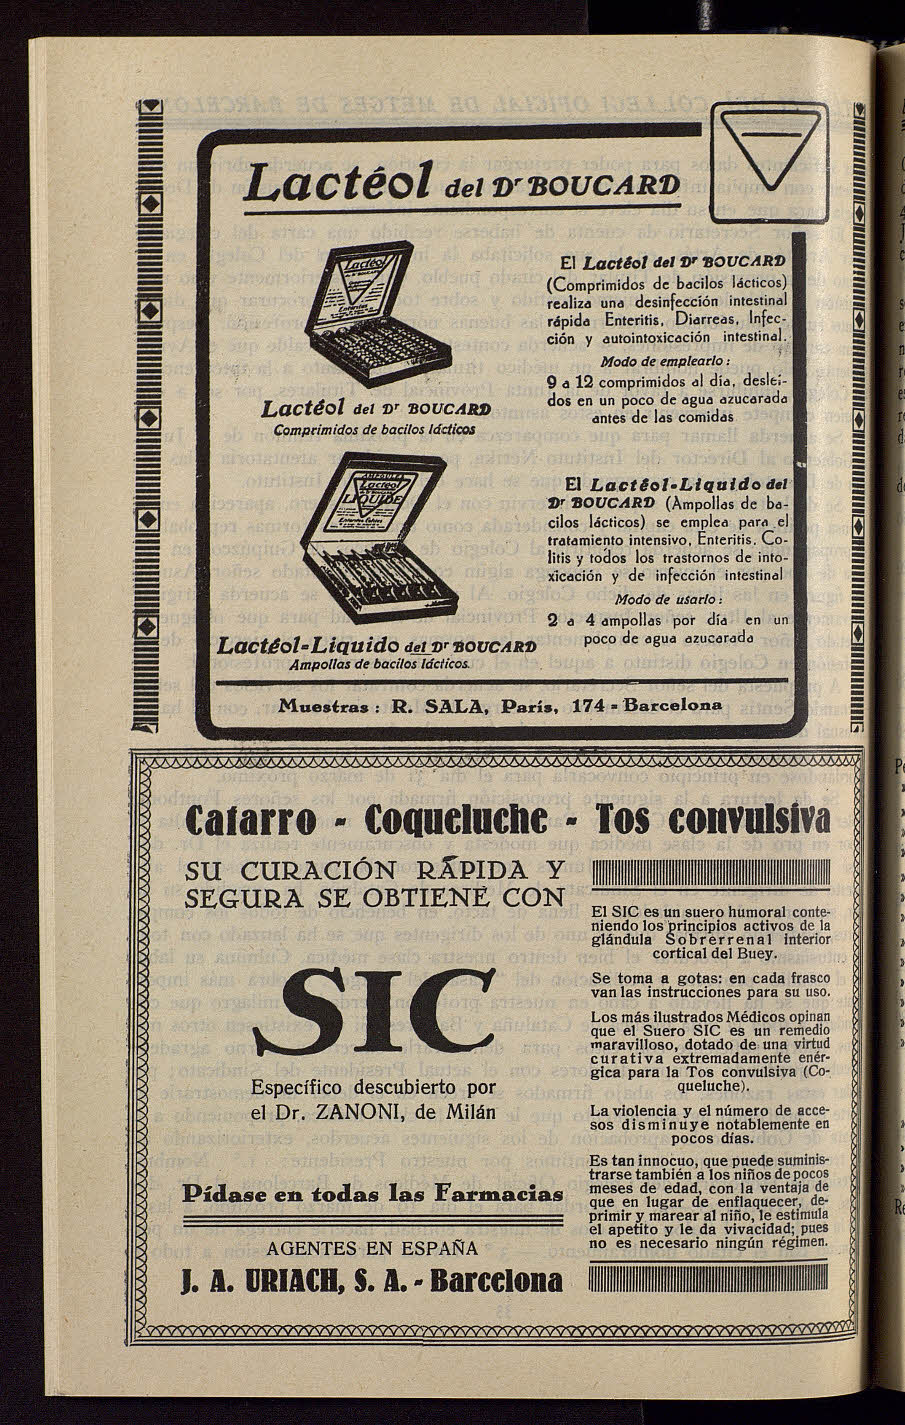 Lactéol del Dr BOUCARD
Lactéol
Lactéol del Dr BOUCARD
Comprimidos de bacilos lácticos
El Lactéol del Dr BOUCARD
(Comprimidos de bacilos lácticos)
realiza una desinfección intestinal
rápida Enteritis, Diarreas, Infec-
ción y autointoxicación intestinal.
Modo de emplearlo :
9 a 12 comprimidos al dia, desleí-
dos en un poco de agua azucarada
antes de las comidas
AMPOULE
Lactéol
LIQUIDE
Lactéol-Liquido del Dr BOUCARD
Ampollas de bacilos lácticos.
El Lactéol-Liquido del
Dr BOUCARD (Ampollas de ba-
cilos lácticos) se emplea para el
tratamiento intensivo, Enteritis, Co-
litis y todos los trastornos de into-
xicación y de infección intestinal
Modo de usarlo :
2 a 4 ampollas por día en un
poco de agua azucarada
Muestras : R. SALA, París, 174 - Barcelona
Catarro - Coqueluche - Tos convulsiva
SU CURACIÓN RÁPIDA Y
SEGURA SE OBTIENE CON
SIC
Específico descubierto por
el Dr. ZANONI, de Milán
Pídase en todas las Farmacias
AGENTES EN ESPAÑA
J. A. URIACH, S. A. - Barcelona
El SIC es un suero humoral conte-
niendo los principios activos de la
glándula Sobrerrenal interior
cortical del Buey.
Se toma a gotas: en cada frasco
van las instrucciones para su uso.
Los más ilustrados Médicos opinan
que el Suero SIC es un remedio
maravilloso, dotado de una virtud
curativa extremadamente enér-
gica para la Tos convulsiva (Co-
queluche).
La violencia y el número de acce-
sos disminuye notablemente en
pocos días.
Es tan innocuo, que puede suminis-
trarse también a los niños de pocos
meses de edad, con la ventaja de
que en lugar de enflaquecer, de-
primir y marear al niño, le estimula
el apetito y le da vivacidad; pues
no es necesario ningún régimen.